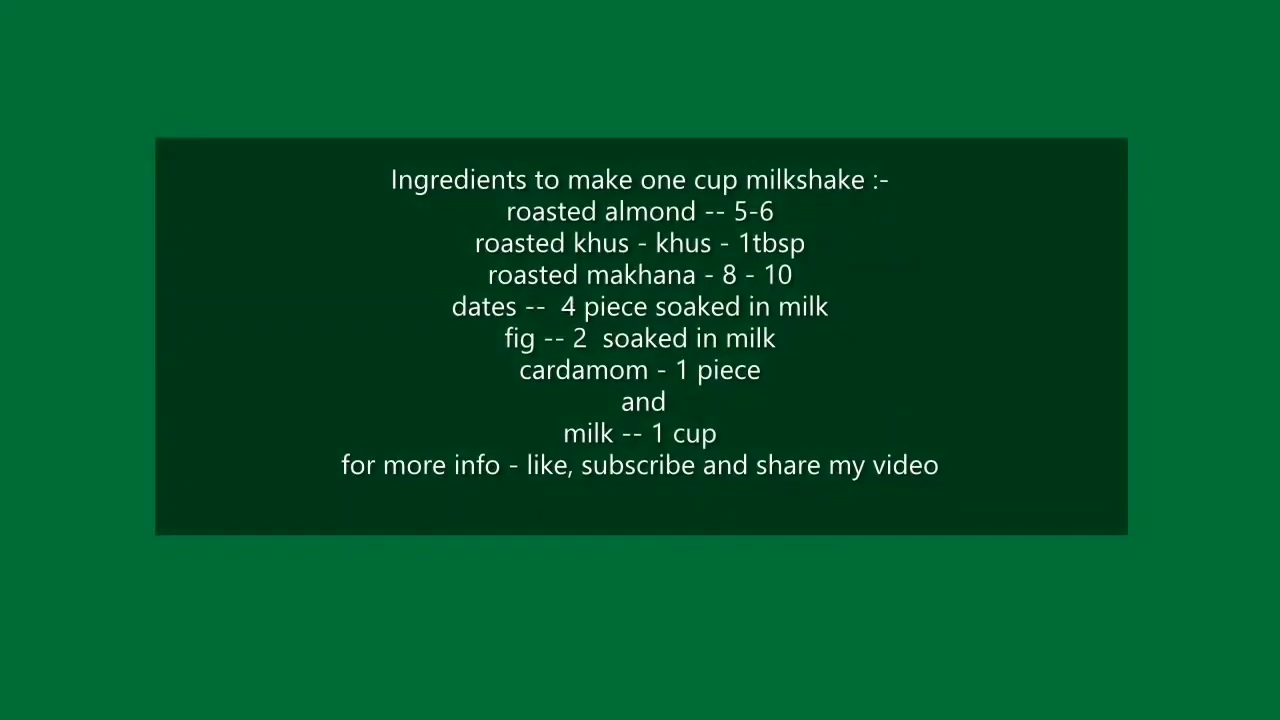 Ingredients to make one cup milkshake :-
roasted almond -- 5-6
roasted khus - khus - 1tbsp
roasted makhana - 8 - 10
dates --  4 piece soaked in milk
fig -- 2  soaked in milk
cardamom - 1 piece
and
milk -- 1 cup
for more info - like, subscribe and share my video